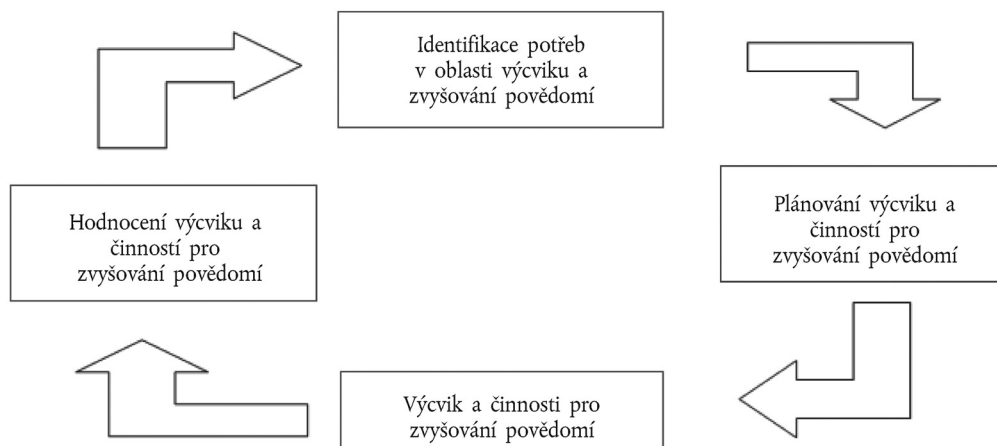 Identifikace potřeb
v oblasti výcviku a
zvyšování povědomí
Plánování výcviku a
činností pro
zvyšování povědomí
Výcvik a činnosti pro
zvyšování povědomí
Hodnocení výcviku a
činností pro
zvyšování povědomí